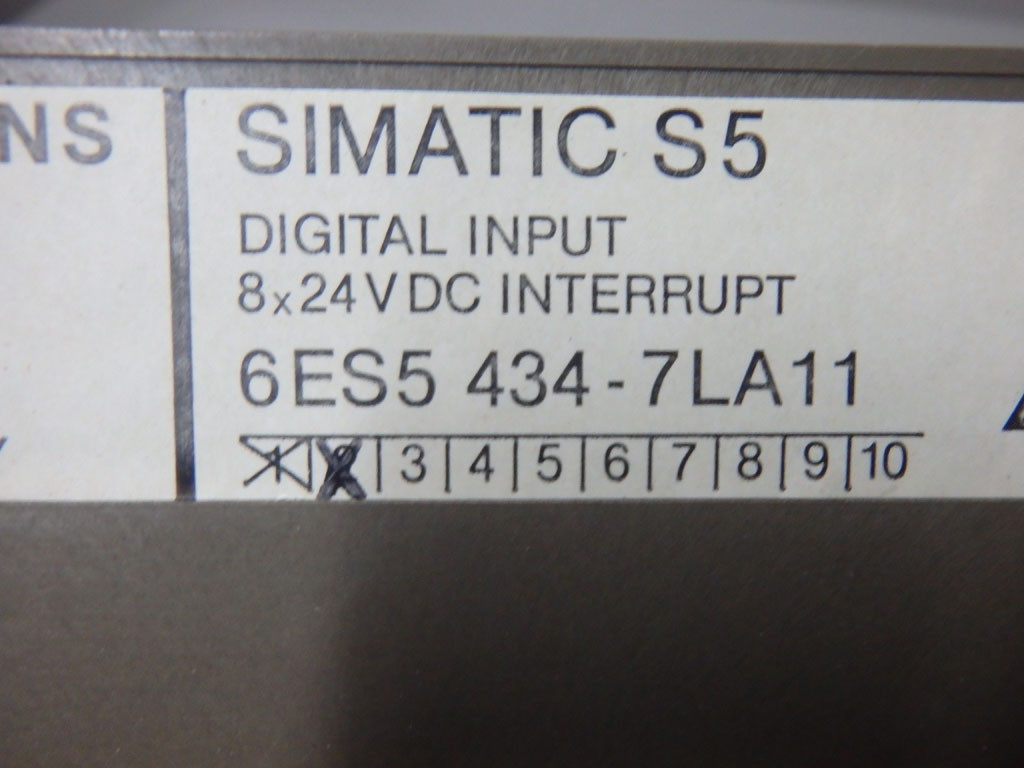 NS
SIMATIC S5
DIGITAL INPUT
8x24VDC INTERRUPT
6ES5 434-7LA11
1 2 3 4 5 6 7 8 9 10